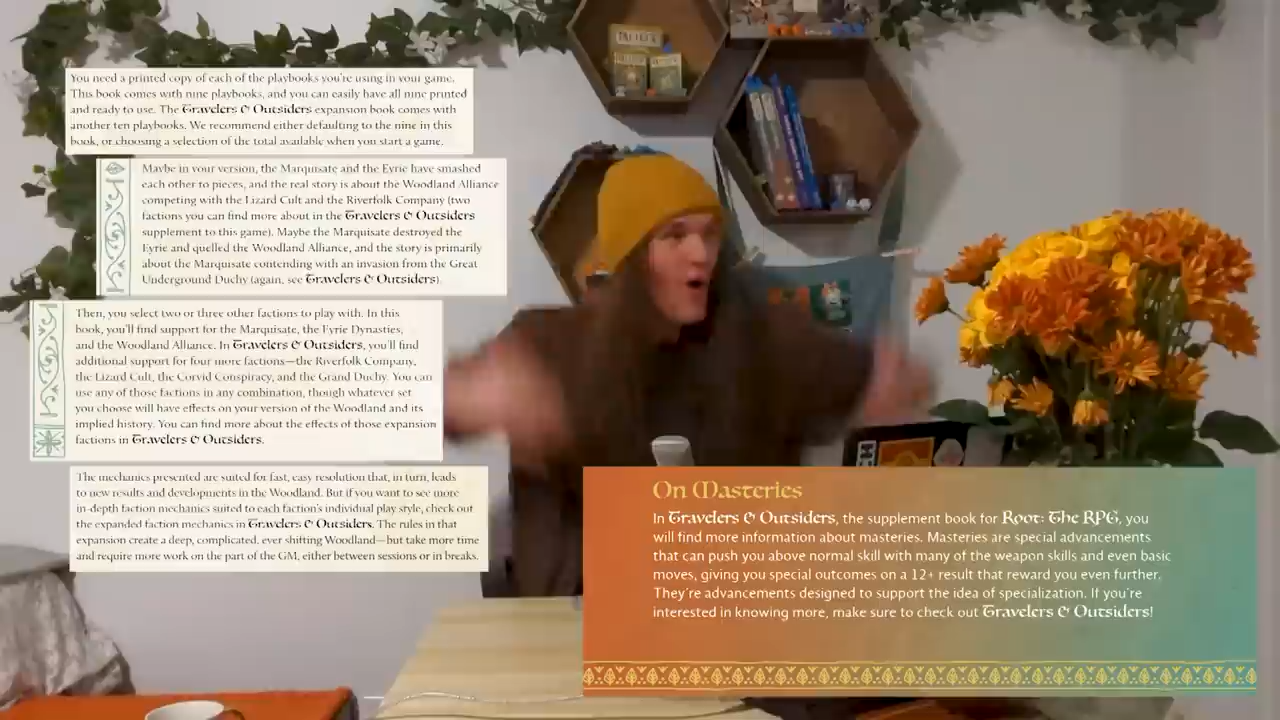 You need a printed copy of each of the playbooks you're using in your game.
This book comes with nine playbooks, and you can easily have all nine printed
and ready to use. The Travelers & Outsiders expansion book comes with
another ten playbooks. We recommend either defaulting to the nine in this
book, or choosing a selection of the total available when you start a game.
Maybe in your version, the Marquisate and the Eyrie have smashed
each other to pieces, and the real story is about the Woodland Alliance
competing with the Lizard Cult and the Riverfolk Company (two
factions you can find more about in the Travelers & Outsiders
supplement to this game). Maybe the Marquisate destroyed the
Eyrie and quelled the Woodland Alliance, and the story is primarily
about the Marquisate contending with an invasion from the Great
Underground Duchy (again, see Travelers & Outsiders).
Then, you select two or three other factions to play with. In this
book, you'll find support for the Marquisate, the Eyrie Dynasties,
and the Woodland Alliance. In Travelers & Outsiders, you'll find
additional support for four more factions—the Riverfolk Company,
the Lizard Cult, the Corvid Conspiracy, and the Grand Duchy. You can
use any of those factions in any combination, though whatever set
you choose will have effects on your version of the Woodland and its
implied history. You can find more about the effects of those expansion
factions in Travelers & Outsiders.
The mechanics presented are suited for fast, easy resolution that, in turn, leads
to new results and developments in the Woodland. But if you want to see more
in-depth faction mechanics suited to each faction's individual play style, check out
the expanded faction mechanics in Travelers & Outsiders. The rules in that
expansion create a deep, complicated, ever shifting Woodland—but take more time
and require more work on the part of the GM, either between sessions or in breaks.
On Masteries
In Travelers & Outsiders, the supplement book for Root: The RPG, you
will find more information about masteries. Masteries are special advancements
that can push you above normal skill with many of the weapon skills and even basic
moves, giving you special outcomes on a 12+ result that reward you even further.
They're advancements designed to support the idea of specialization. If you're
interested in knowing more, make sure to check out Travelers & Outsiders!